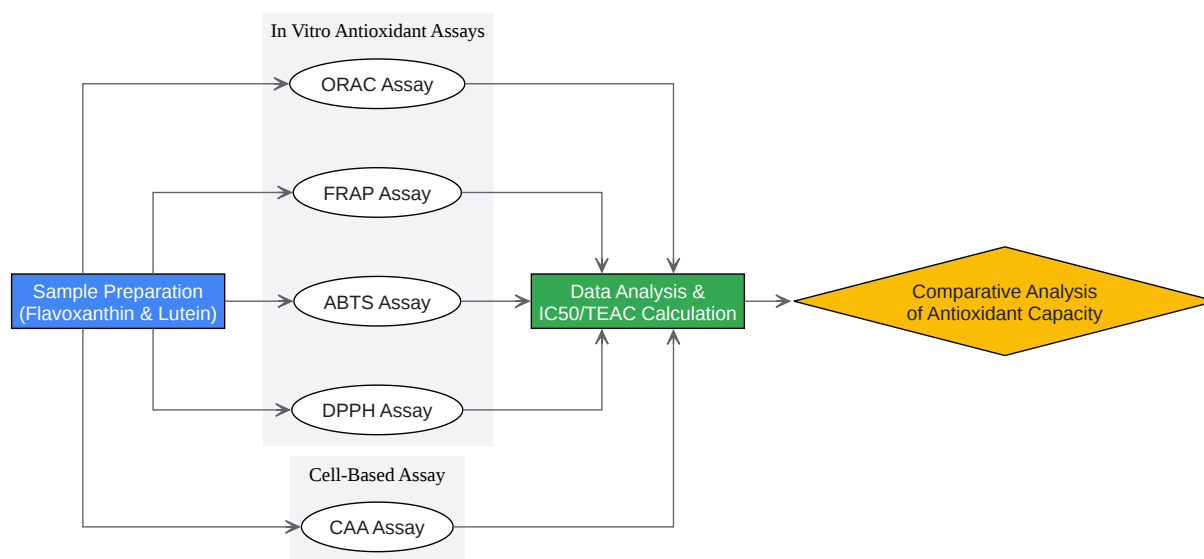 In Vitro Antioxidant Assays
ORAC Assay
FRAP Assay
Sample Preparation
(Flavoxanthin & Lutein)
ABTS Assay
Data Analysis &
IC50/TEAC Calculation
Comparative Analysis
of Antioxidant Capacity
DPPH Assay
Cell-Based Assay
CAA Assay